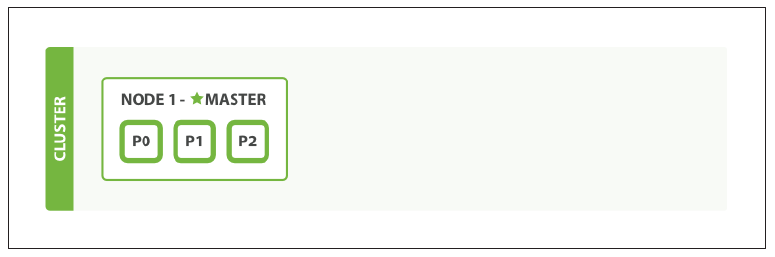 CLUSTER
NODE 1 - ★MASTER
P0 P1 P2